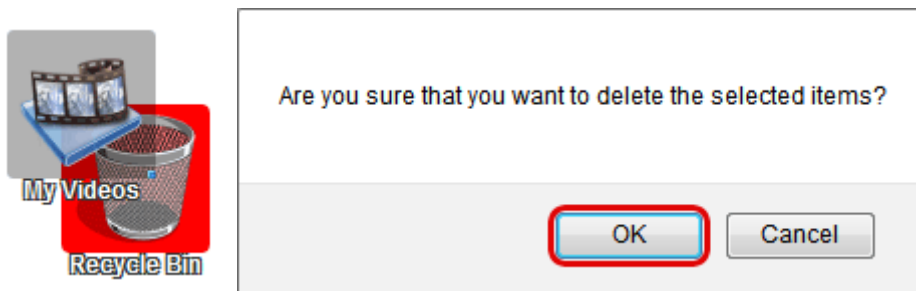 My Videos
Recycle Bin
Are you sure that you want to delete the selected items?
OK
Cancel